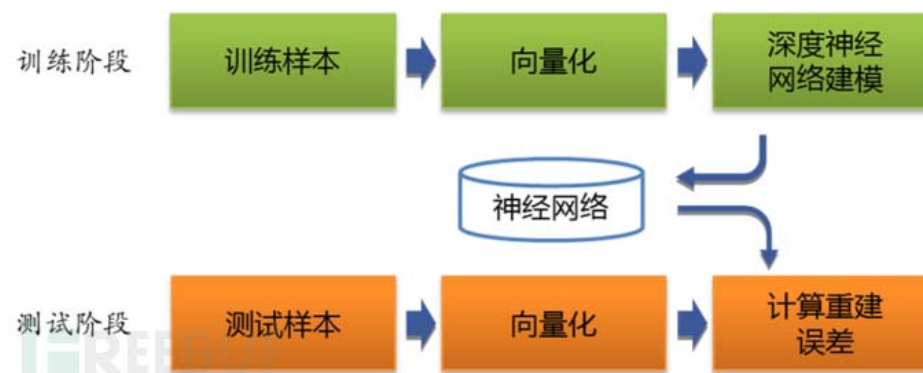 训练阶段
训练样本
向量化
深度神经
网络建模
神经网络
测试阶段
测试样本
向量化
计算重建
误差
FREEBUF